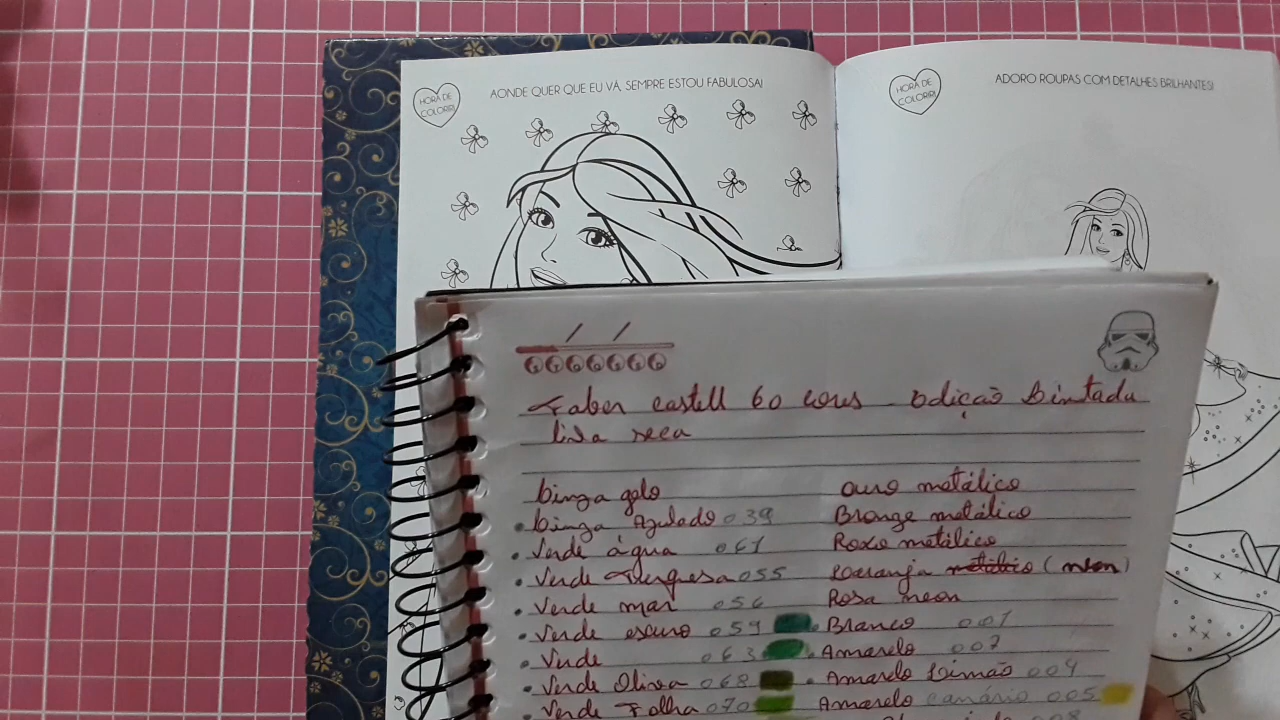 HORA DE COLORIR!
AONDE QUER QUE EU VÁ, SEMPRE ESTOU FABULOSA!
HORA DE COLORIR!
ADORO ROUPAS COM DETALHES BRILHANTES!
Faber castell 60 cores - Edição Limitada
lisa seca
Cinza gelo
Cinza Azulado 039
Verde água 061
Verde Turquesa 055
Verde mar 056
Verde escuro 059
Verde 063
Verde Oliva 068
Verde Folha 070
Ouro metálico
Bronze metálico
Roxo metálico
Laranja metálico (neon)
Rosa neon
Branco 001
Amarelo 007
Amarelo Limão 004
Amarelo canário 005